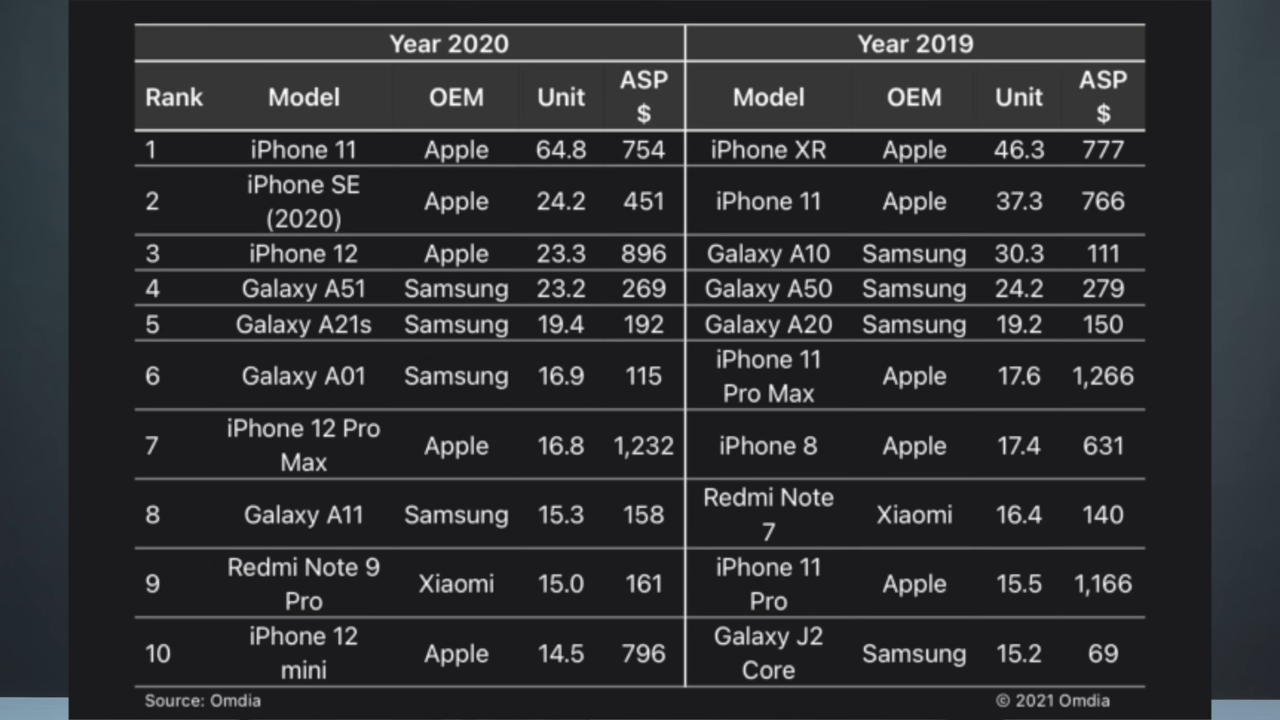 Year 2020 Year 2019
Rank Model OEM Unit ASP $ Model OEM Unit ASP $
1 iPhone 11 Apple 64.8 754 iPhone XR Apple 46.3 777
2 iPhone SE (2020) Apple 24.2 451 iPhone 11 Apple 37.3 766
3 iPhone 12 Apple 23.3 896 Galaxy A10 Samsung 30.3 111
4 Galaxy A51 Samsung 23.2 269 Galaxy A50 Samsung 24.2 279
5 Galaxy A21s Samsung 19.4 192 Galaxy A20 Samsung 19.2 150
6 Galaxy A01 Samsung 16.9 115 iPhone 11 Pro Max Apple 17.6 1,266
7 iPhone 12 Pro Max Apple 16.8 1,232 iPhone 8 Apple 17.4 631
8 Galaxy A11 Samsung 15.3 158 Redmi Note 7 Xiaomi 16.4 140
9 Redmi Note 9 Pro Xiaomi 15.0 161 iPhone 11 Pro Apple 15.5 1,166
10 iPhone 12 mini Apple 14.5 796 Galaxy J2 Core Samsung 15.2 69
Source: Omdia © 2021 Omdia